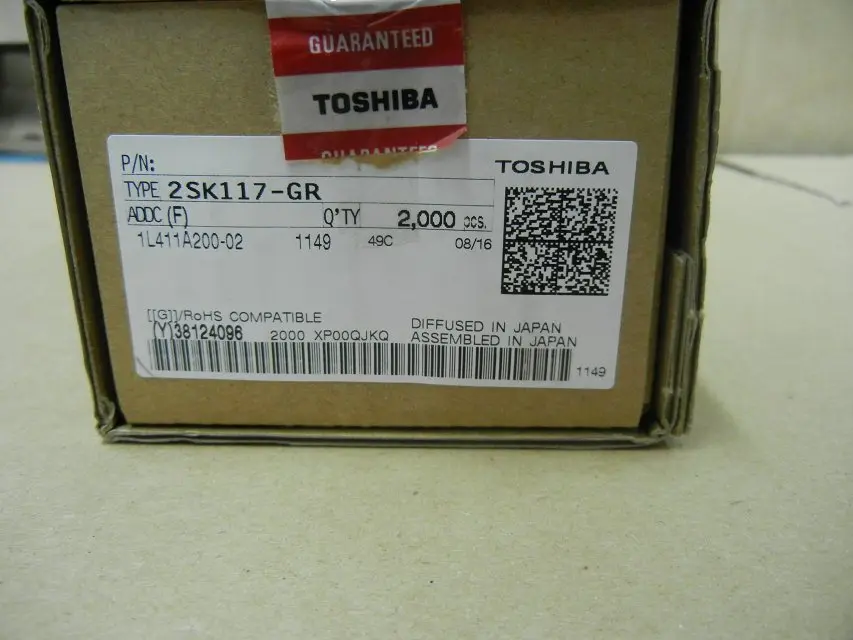 GUARANTEED
TOSHIBA
GUARANTEED
P/N:
TOSHIBA
TYPE 2SK117-GR
ADDC (F) Q'TY 2,000 pcs.
1L411A200-02 1149 49C 08/16
[[G]]/RoHS COMPATIBLE
DIFFUSED IN JAPAN
(Y)38124096 2000 XP00QJKQ ASSEMBLED IN JAPAN
1149